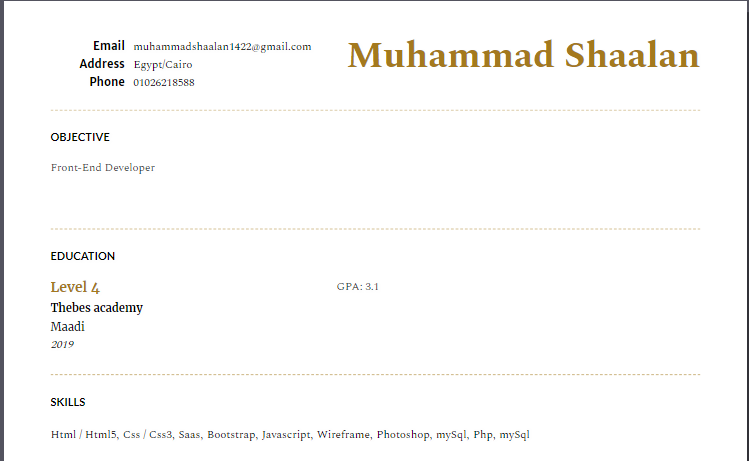 Email muhammadshaalan1422@gmail.com
Address Egypt/Cairo
Phone 01026218588
Muhammad Shaalan
OBJECTIVE
Front-End Developer
EDUCATION
Level 4
GPA: 3.1
Thebes academy
Maadi
2019
SKILLS
Html / Html5, Css / Css3, Saas, Bootstrap, Javascript, Wireframe, Photoshop, mySql, Php, mySql